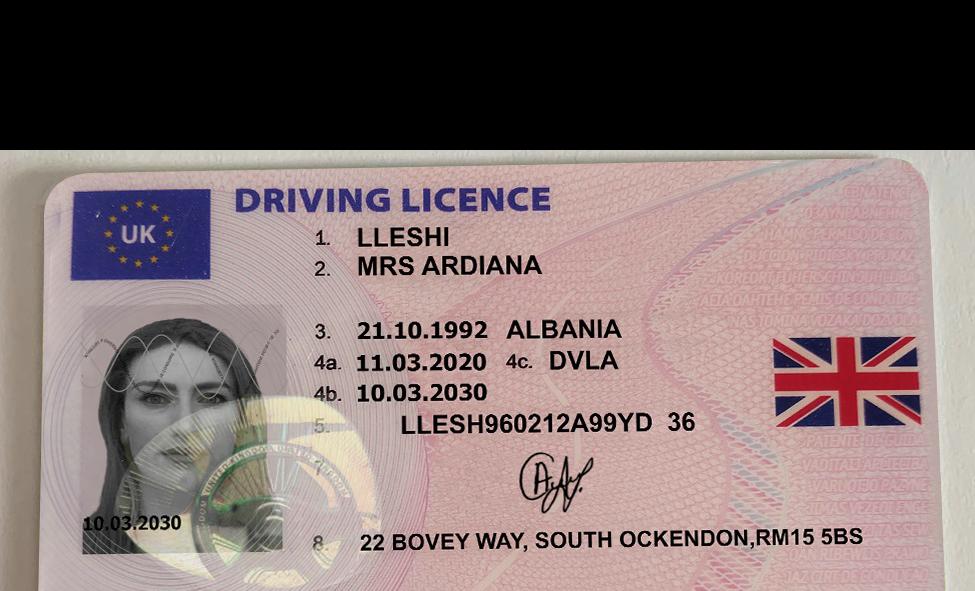 UK
DRIVING LICENCE
1. LLESHI
2. MRS ARDIANA
3. 21.10.1992 ALBANIA
4a. 11.03.2020 4c. DVLA
4b. 10.03.2030
5. LLESH960212A99YD 36
7.
10.03.2030
8. 22 BOVEY WAY, SOUTH OCKENDON,RM15 5BS